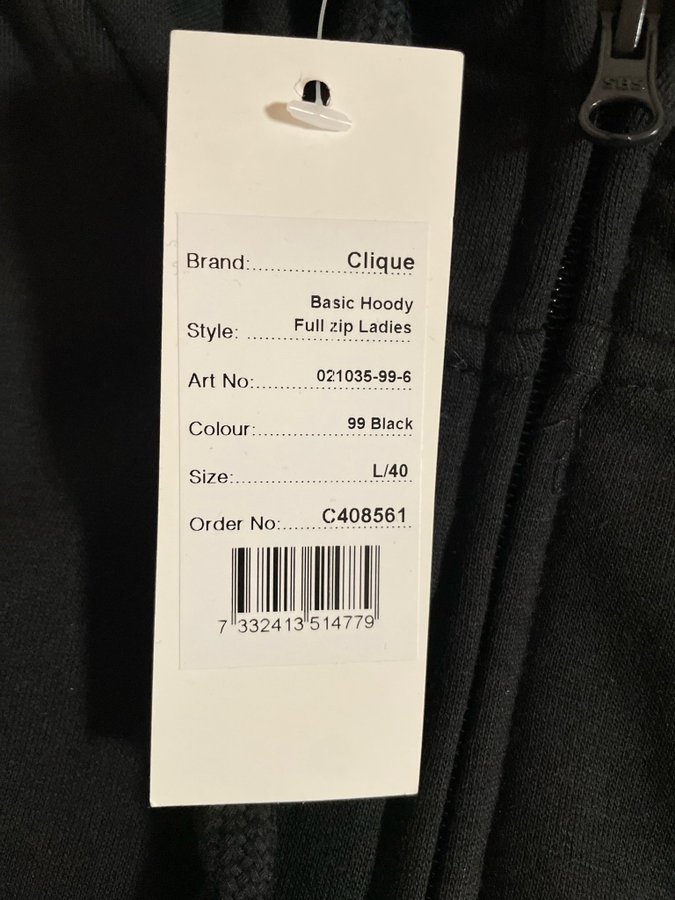 SBS
Brand:..................Clique
Basic Hoody
Style: .......Full zip Ladies
Art No:..........021035-99-6
Colour:...............99 Black
Size:........................L/40
Order No:......C408561
7 332413 514779